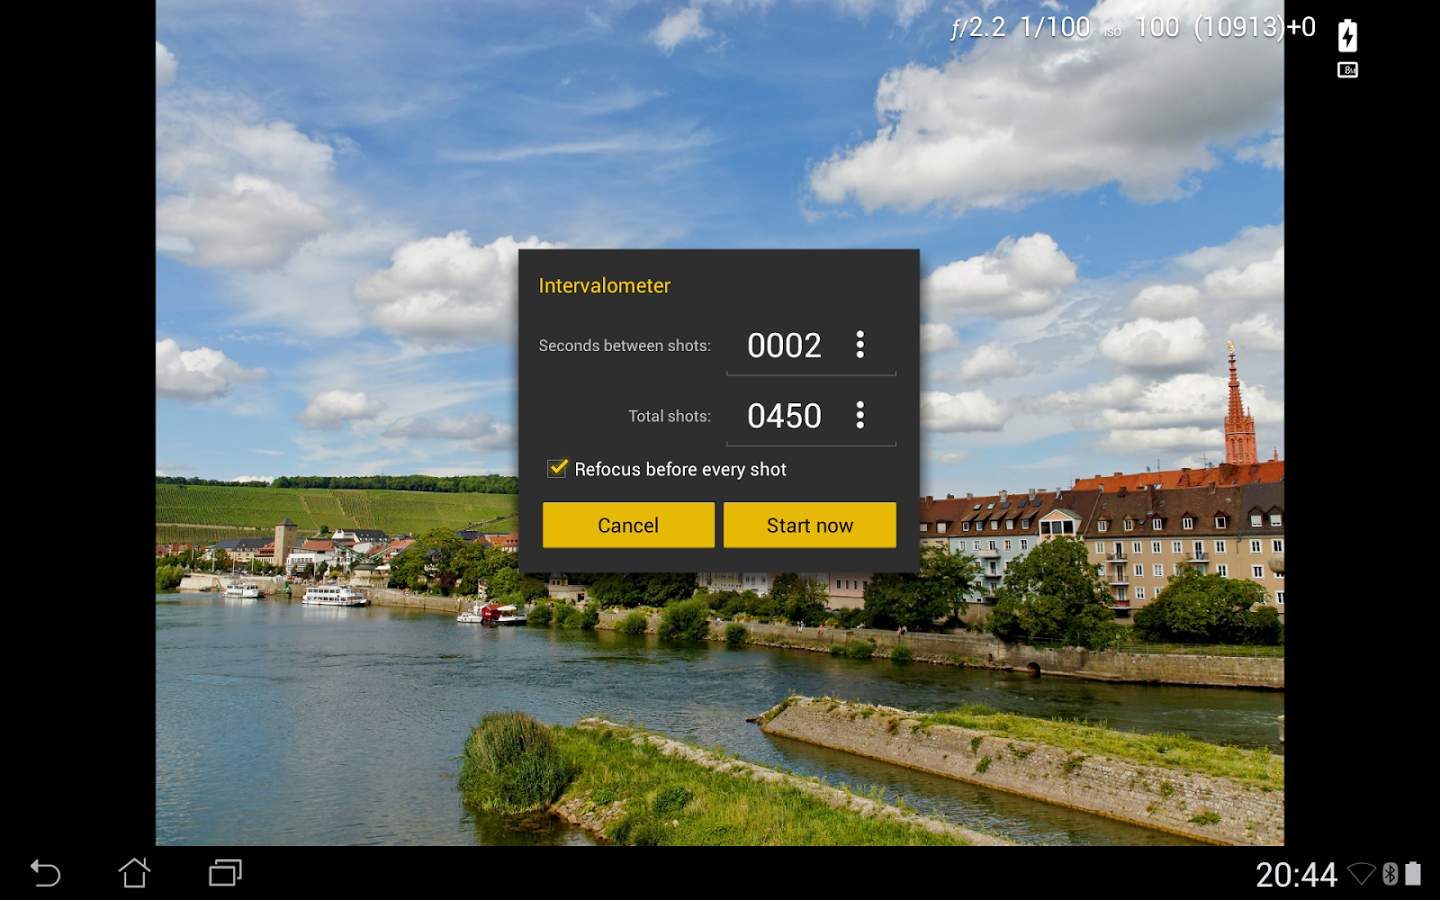 f/2.2 1/100 ISO 100 (10913)+0
8M
Intervalometer
Seconds between shots: 0002
Total shots: 0450
Refocus before every shot
Cancel Start now
20:44